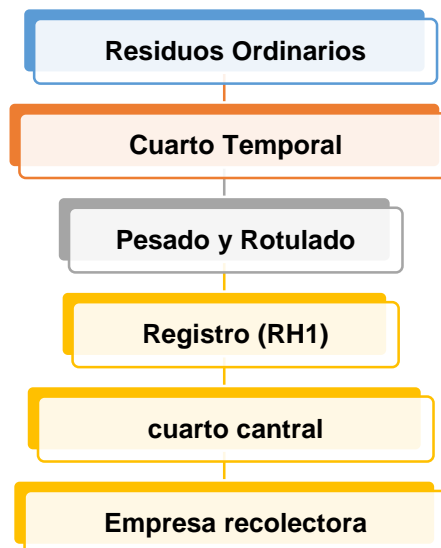 Residuos Ordinarios
Cuarto Temporal
Pesado y Rotulado
Registro (RH1)
cuarto cantral
Empresa recolectora